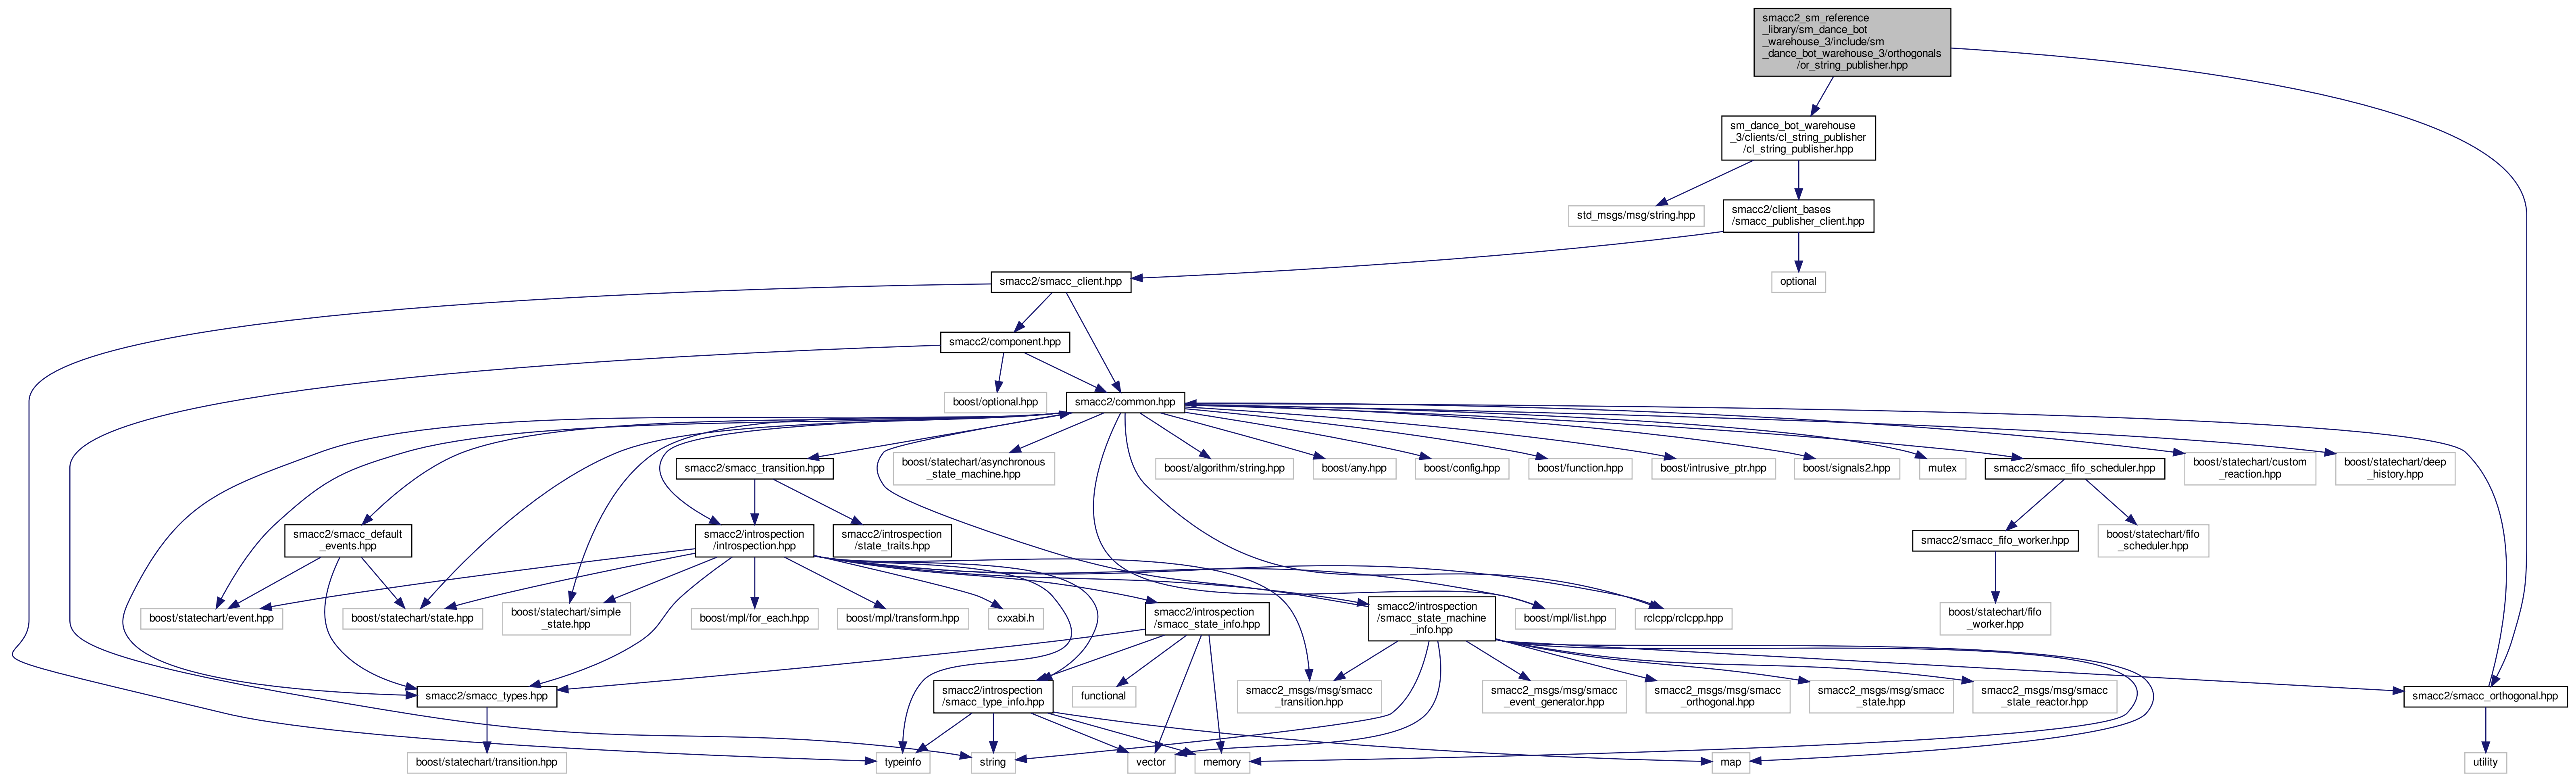 smacc2_sm_reference
_library/sm_dance_bot
_warehouse_3/include/sm
_dance_bot_warehouse_3/orthogonals
/or_string_publisher.hpp
sm_dance_bot_warehouse
_3/clients/cl_string_publisher
/cl_string_publisher.hpp
std_msgs/msg/string.hpp
smacc2/client_bases
/smacc_publisher_client.hpp
smacc2/smacc_client.hpp
optional
smacc2/component.hpp
boost/optional.hpp
smacc2/common.hpp
smacc2/smacc_transition.hpp
boost/statechart/asynchronous
_state_machine.hpp
boost/algorithm/string.hpp
boost/any.hpp
boost/config.hpp
boost/function.hpp
boost/intrusive_ptr.hpp
boost/signals2.hpp
mutex
smacc2/smacc_fifo_scheduler.hpp
boost/statechart/custom
_reaction.hpp
boost/statechart/deep
_history.hpp
smacc2/smacc_default
_events.hpp
smacc2/introspection
/introspection.hpp
smacc2/introspection
/state_traits.hpp
smacc2/smacc_fifo_worker.hpp
boost/statechart/fifo
_scheduler.hpp
boost/statechart/event.hpp
boost/statechart/state.hpp
boost/statechart/simple
_state.hpp
boost/mpl/for_each.hpp
boost/mpl/transform.hpp
cxxabi.h
smacc2/introspection
/smacc_state_info.hpp
smacc2/introspection
/smacc_state_machine
_info.hpp
boost/mpl/list.hpp
rclcpp/rclcpp.hpp
boost/statechart/fifo
_worker.hpp
smacc2/smacc_types.hpp
smacc2/introspection
/smacc_type_info.hpp
functional
smacc2_msgs/msg/smacc
_transition.hpp
smacc2_msgs/msg/smacc
_event_generator.hpp
smacc2_msgs/msg/smacc
_orthogonal.hpp
smacc2_msgs/msg/smacc
_state.hpp
smacc2_msgs/msg/smacc
_state_reactor.hpp
smacc2/smacc_orthogonal.hpp
boost/statechart/transition.hpp
typeinfo
string
vector
memory
map
utility